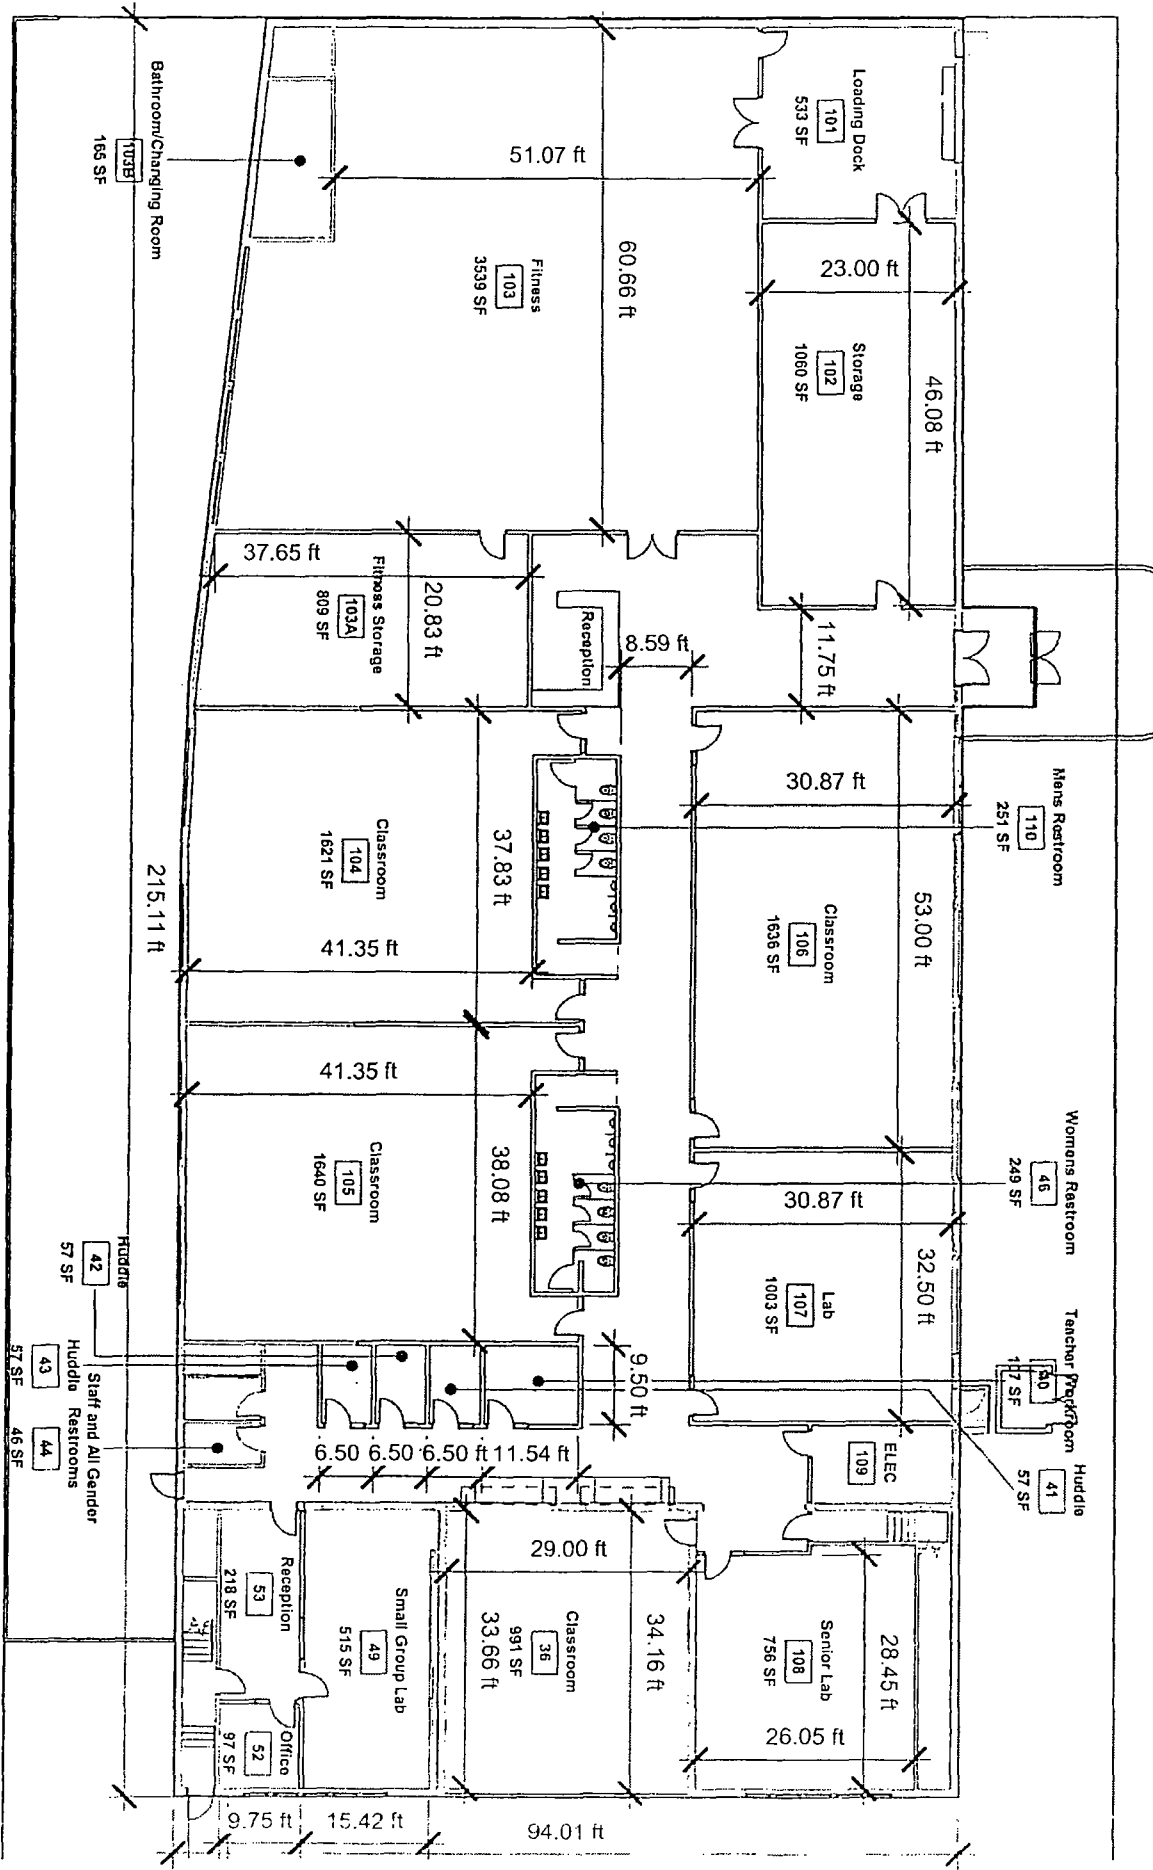 Loading Dock
101
533 SF
51.07 ft
Bathroom/Changing Room
103B
165 SF
60.66 ft
Fitness
103
3539 SF
23.00 ft
Storage
102
1060 SF
46.08 ft
37.65 ft
Fitness Storage
103A
809 SF
20.83 ft
Reception
8.59 ft
11.75 ft
30.87 ft
Mens Restroom
110
251 SF
Classroom
104
1621 SF
37.83 ft
41.35 ft
215.11 ft
Classroom
106
1636 SF
53.00 ft
41.35 ft
Classroom
105
1640 SF
38.08 ft
Womens Restroom
46
249 SF
30.87 ft
Lab
107
1003 SF
32.50 ft
Huddle
42
57 SF
Huddle
43
57 SF
Staff and All Gender
Restrooms
44
46 SF
9.50 ft
Teacher Workroom
40
107 SF
Huddle
41
57 SF
6.50
6.50
6.50 ft
11.54 ft
ELEC
109
29.00 ft
Reception
53
218 SF
Small Group Lab
49
515 SF
Classroom
36
991 SF
33.66 ft
34.16 ft
Senior Lab
108
756 SF
28.45 ft
26.05 ft
Office
52
97 SF
9.75 ft
15.42 ft
94.01 ft